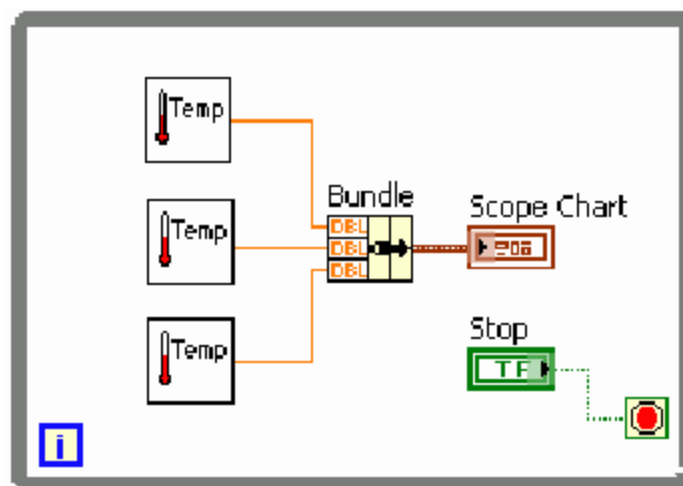 Temp
Bundle
Scope Chart
DBL
Temp
DBL
DBL
Temp
Stop
TF
i